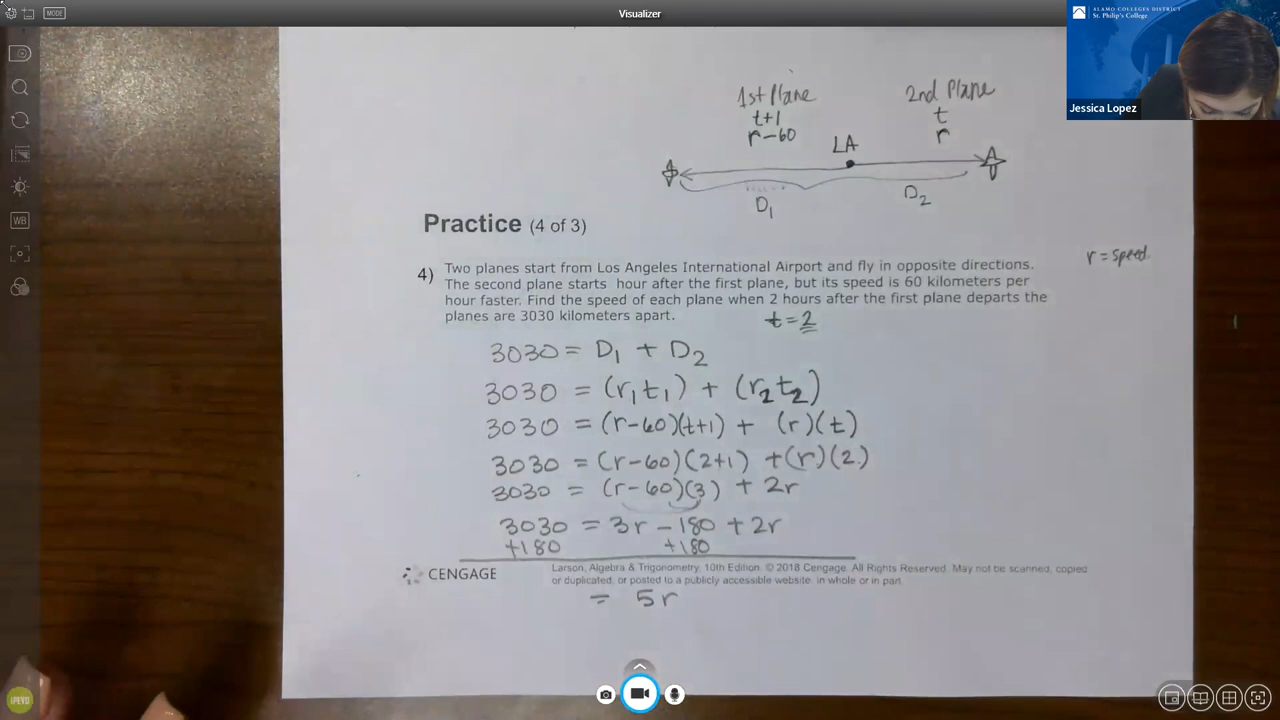 MODE
Visualizer
ALAMO COLLEGES DISTRICT
St. Philip's College
Jessica Lopez
WB
1st Plane
t+1
r-60
2nd Plane
t
r
LA
D1
D2
Practice (4 of 3)
r = speed
4) Two planes start from Los Angeles International Airport and fly in opposite directions.
The second plane starts hour after the first plane, but its speed is 60 kilometers per
hour faster. Find the speed of each plane when 2 hours after the first plane departs the
planes are 3030 kilometers apart.
t = 2
3030 = D1 + D2
3030 = (r1t1) + (r2t2)
3030 = (r-60)(t+1) + (r)(t)
3030 = (r-60)(2+1) + (r)(2)
3030 = (r-60)(3) + 2r
3030 = 3r - 180 + 2r
+180 +180
CENGAGE
Larson, Algebra & Trigonometry, 10th Edition. © 2018 Cengage. All Rights Reserved. May not be scanned, copied
or duplicated, or posted to a publicly accessible website, in whole or in part.
= 5r
IPEVO